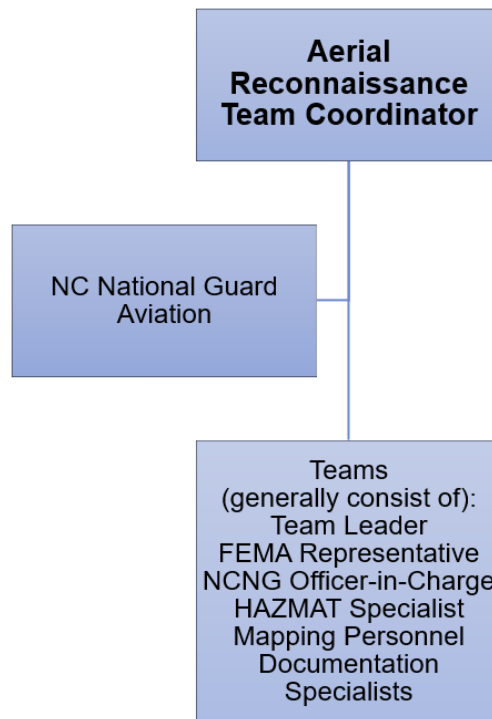 Aerial
Reconnaissance
Team Coordinator
NC National Guard
Aviation
Teams
(generally consist of):
Team Leader
FEMA Representative
NCNG Officer-in-Charge
HAZMAT Specialist
Mapping Personnel
Documentation
Specialists